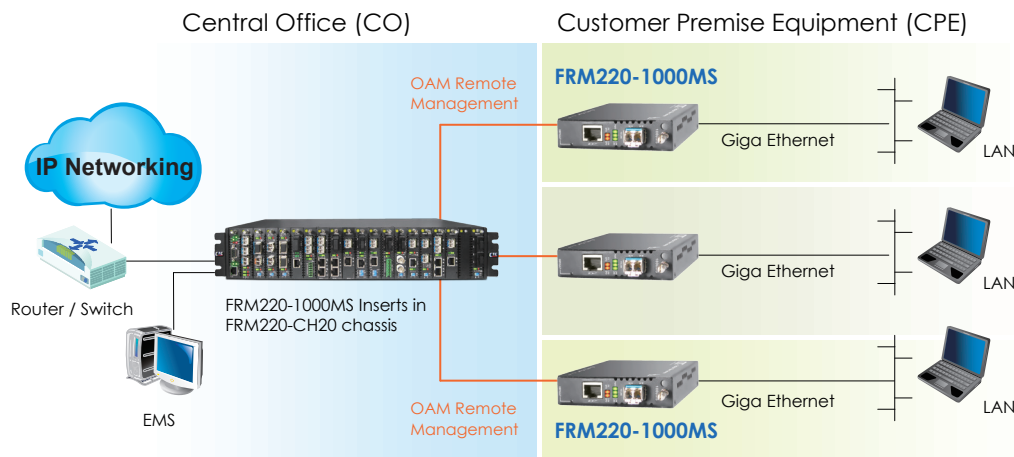 Central Office (CO)
Customer Premise Equipment (CPE)
OAM Remote
Management
FRM220-1000MS
Giga Ethernet
LAN
IP Networking
Router / Switch
FRM220-1000MS Inserts in
FRM220-CH20 chassis
Giga Ethernet
LAN
EMS
OAM Remote
Management
Giga Ethernet
LAN
FRM220-1000MS